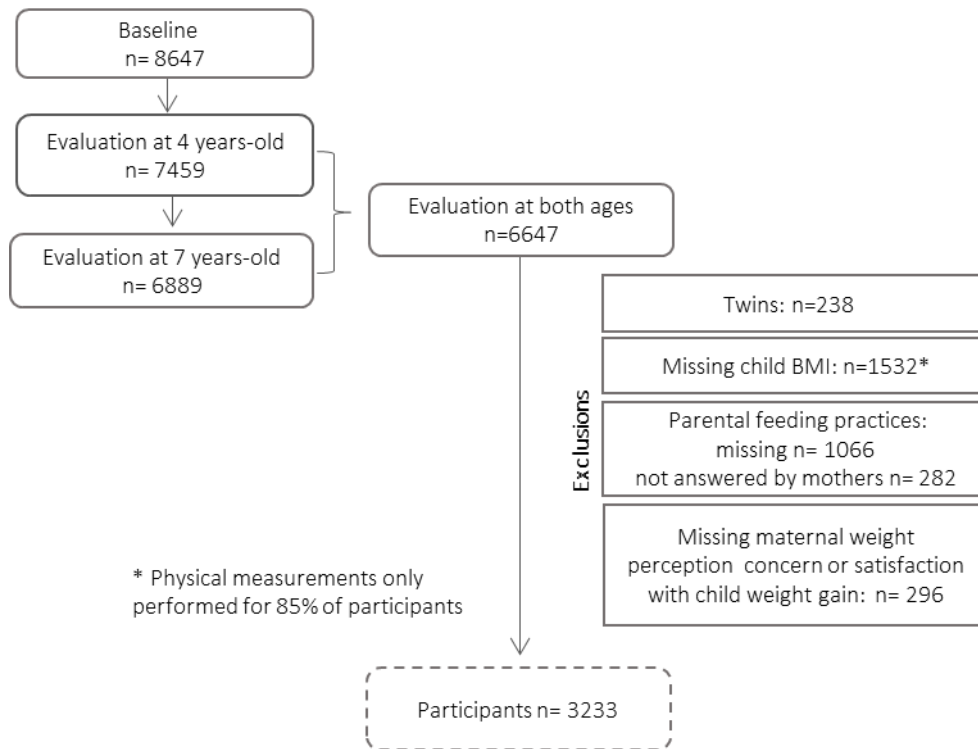 Baseline
n= 8647
Evaluation at 4 years-old
n= 7459
Evaluation at 7 years-old
n= 6889
Evaluation at both ages
n=6647
Exclusions
Twins: n=238
Missing child BMI: n=1532*
Parental feeding practices:
missing n= 1066
not answered by mothers n= 282
Missing maternal weight
perception concern or satisfaction
with child weight gain: n= 296
* Physical measurements only
performed for 85% of participants
Participants n= 3233